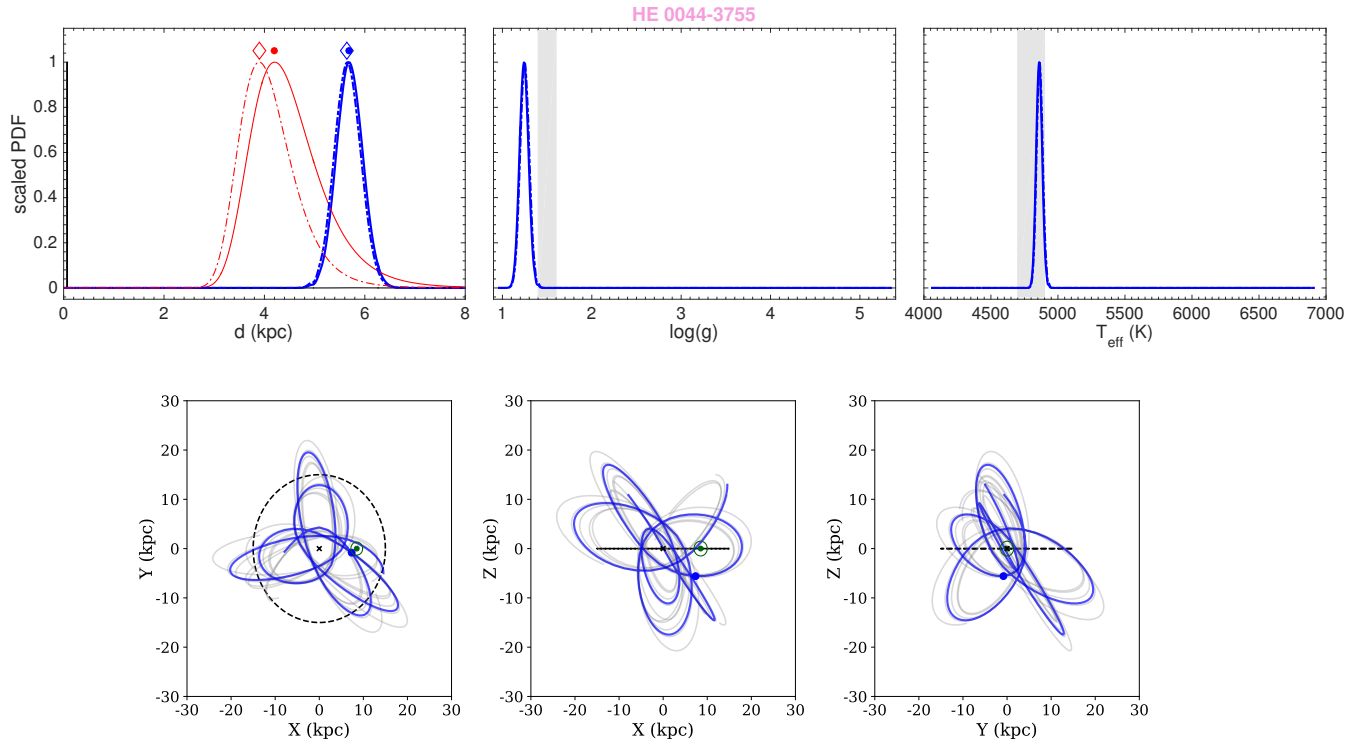 HE 0044-3755
scaled PDF
1
0.8
0.6
0.4
0.2
0
0 2 4 6 8
d (kpc)
1 2 3 4 5
log(g)
4000 4500 5000 5500 6000 6500 7000
T_eff (K)
Y (kpc)
30
20
10
0
-10
-20
-30
-30 -20 -10 0 10 20 30
X (kpc)
Z (kpc)
30
20
10
0
-10
-20
-30
-30 -20 -10 0 10 20 30
X (kpc)
Z (kpc)
30
20
10
0
-10
-20
-30
-30 -20 -10 0 10 20 30
Y (kpc)